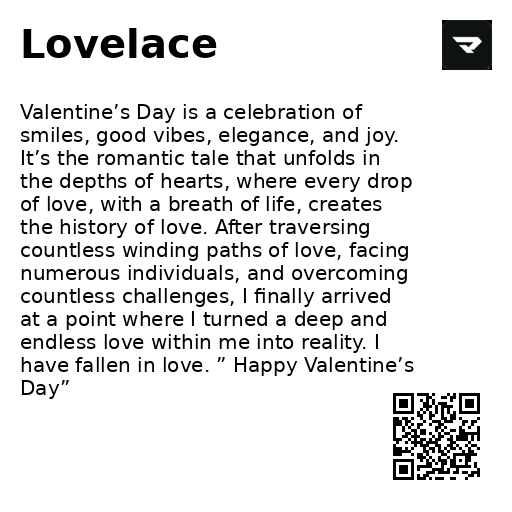 Lovelace
Valentine’s Day is a celebration of
smiles, good vibes, elegance, and joy.
It’s the romantic tale that unfolds in
the depths of hearts, where every drop
of love, with a breath of life, creates
the history of love. After traversing
countless winding paths of love, facing
numerous individuals, and overcoming
countless challenges, I finally arrived
at a point where I turned a deep and
endless love within me into reality. I
have fallen in love. ” Happy Valentine’s
Day”